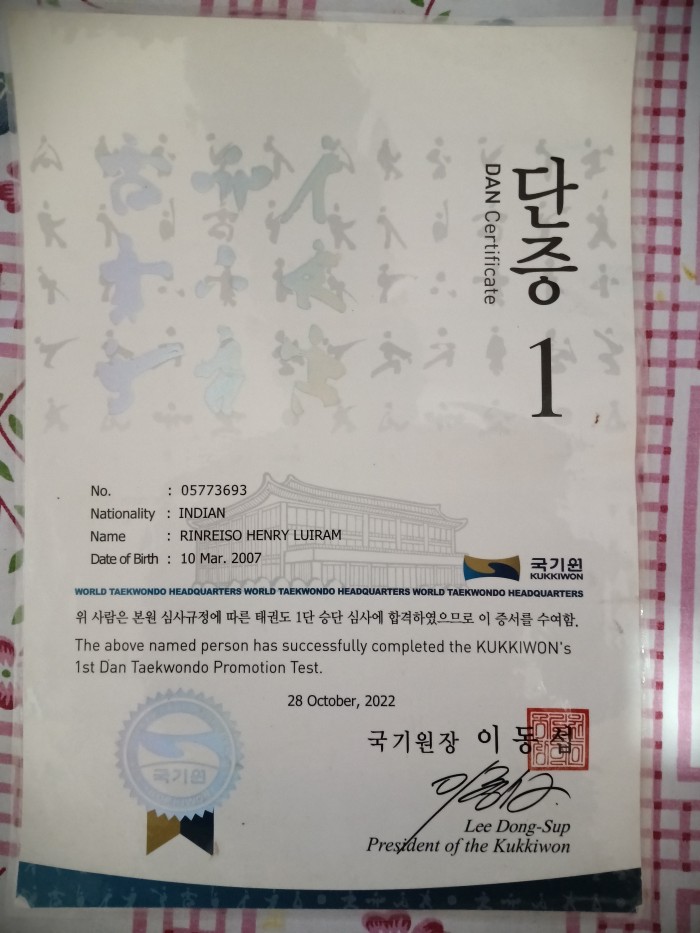 단증
DAN Certificate
1
No. : 05773693
Nationality : INDIAN
Name : RINREISO HENRY LUIRAM
Date of Birth : 10 Mar. 2007
국기원
KUKKIWON
WORLD TAEKWONDO HEADQUARTERS WORLD TAEKWONDO HEADQUARTERS WORLD TAEKWONDO HEADQUARTERS
위 사람은 본원 심사규정에 따른 태권도 1단 승단 심사에 합격하였으므로 이 증서를 수여함.
The above named person has successfully completed the KUKKIWON's
1st Dan Taekwondo Promotion Test.
28 October, 2022
국기원장 이동섭
국기원
Lee Dong-Sup
President of the Kukkiwon